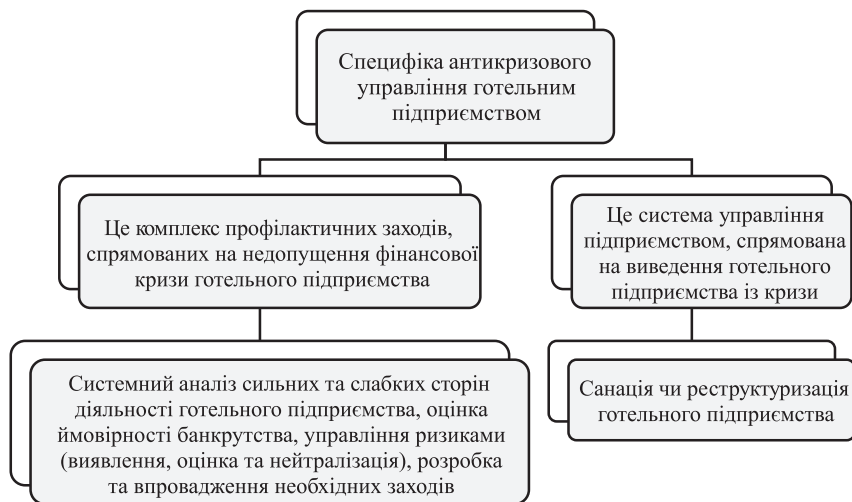 Специфіка антикризового
управління готельним
підприємством
Це комплекс профілактичних заходів,
спрямованих на недопущення фінансової
кризи готельного підприємства
Це система управління
підприємством, спрямована
на виведення готельного
підприємства із кризи
Системний аналіз сильних та слабких сторін
діяльності готельного підприємства, оцінка
ймовірності банкрутства, управління ризиками
(виявлення, оцінка та нейтралізація), розробка
та впровадження необхідних заходів
Санація чи реструктуризація
готельного підприємства